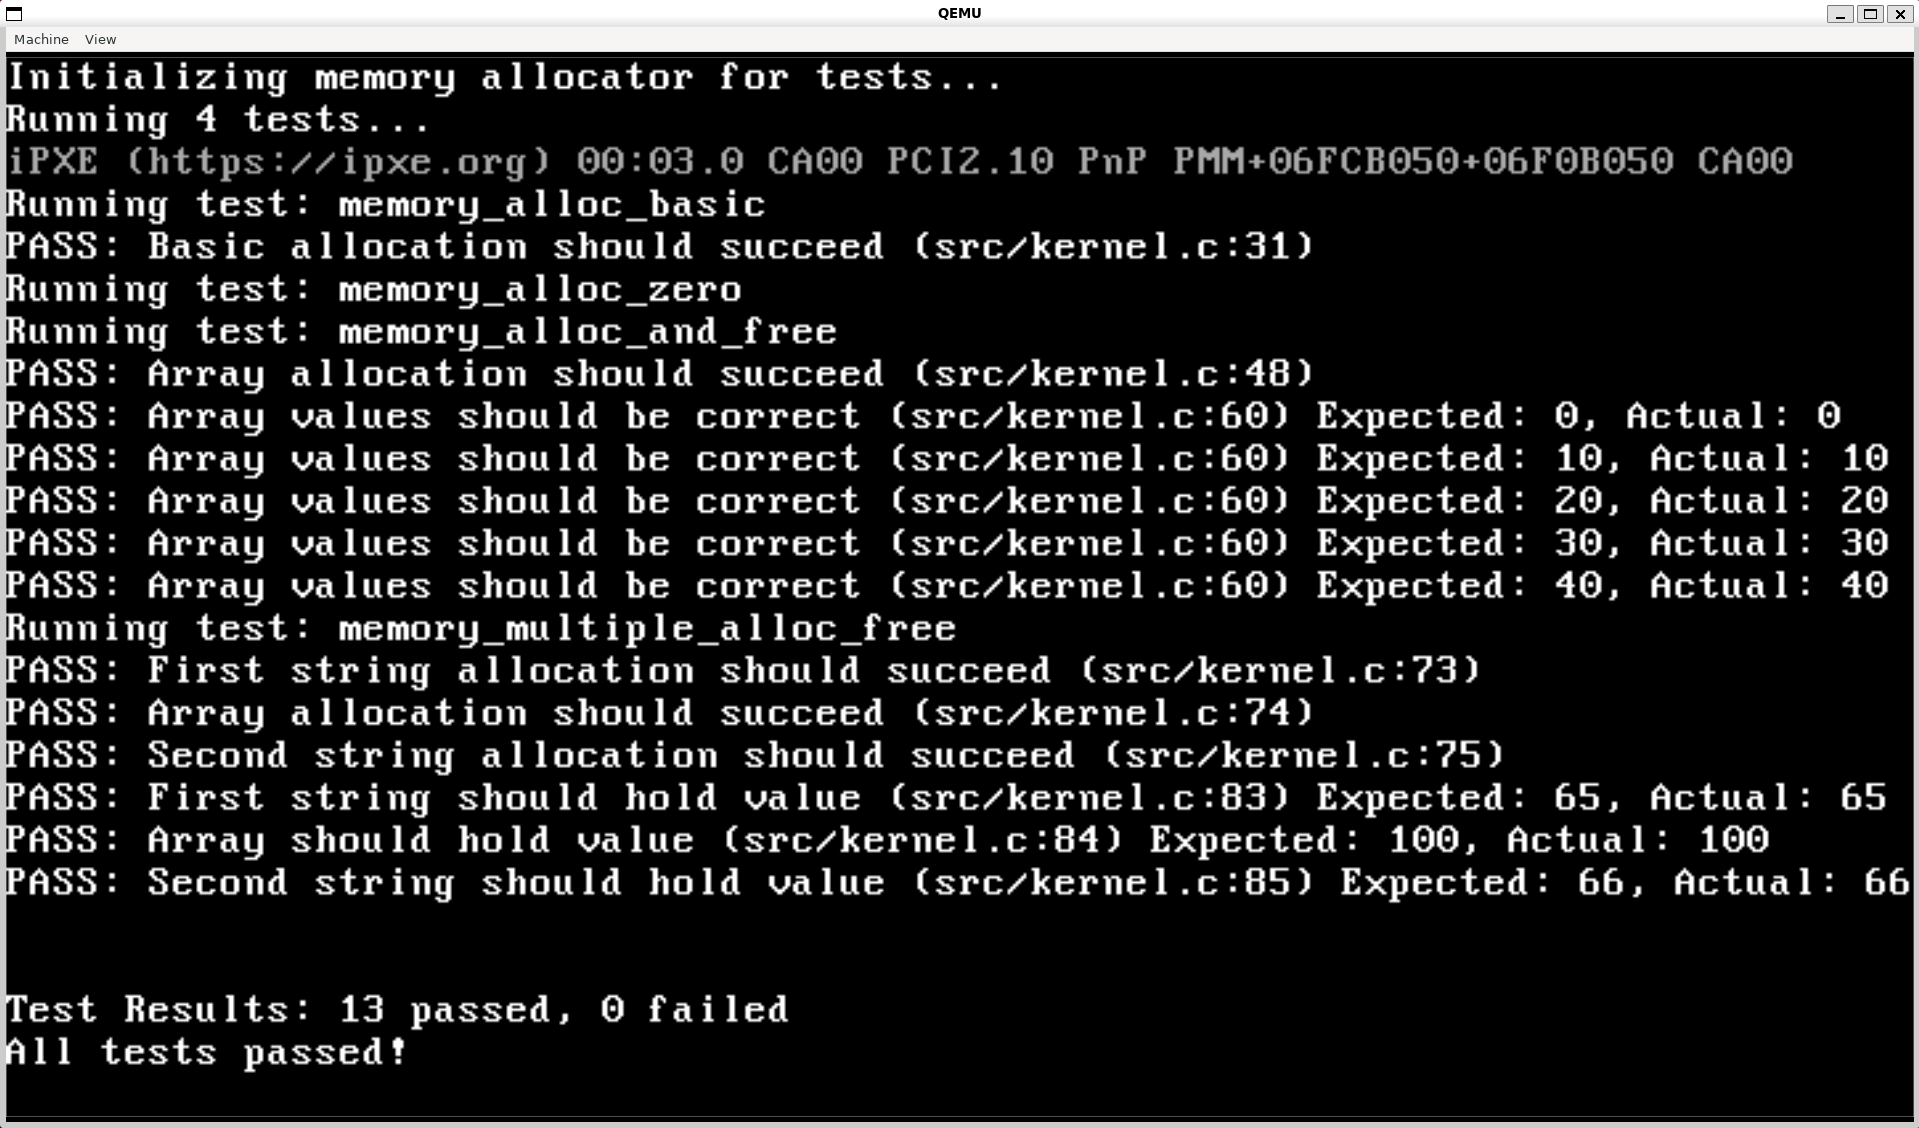 QEMU
Machine View
Initializing memory allocator for tests...
Running 4 tests...
iPXE (https://ipxe.org) 00:03.0 CA00 PCI2.10 PnP PMM+06FCB050+06F0B050 CA00
Running test: memory_alloc_basic
PASS: Basic allocation should succeed (src/kernel.c:31)
Running test: memory_alloc_zero
Running test: memory_alloc_and_free
PASS: Array allocation should succeed (src/kernel.c:48)
PASS: Array values should be correct (src/kernel.c:60) Expected: 0, Actual: 0
PASS: Array values should be correct (src/kernel.c:60) Expected: 10, Actual: 10
PASS: Array values should be correct (src/kernel.c:60) Expected: 20, Actual: 20
PASS: Array values should be correct (src/kernel.c:60) Expected: 30, Actual: 30
PASS: Array values should be correct (src/kernel.c:60) Expected: 40, Actual: 40
Running test: memory_multiple_alloc_free
PASS: First string allocation should succeed (src/kernel.c:73)
PASS: Array allocation should succeed (src/kernel.c:74)
PASS: Second string allocation should succeed (src/kernel.c:75)
PASS: First string should hold value (src/kernel.c:83) Expected: 65, Actual: 65
PASS: Array should hold value (src/kernel.c:84) Expected: 100, Actual: 100
PASS: Second string should hold value (src/kernel.c:85) Expected: 66, Actual: 66
Test Results: 13 passed, 0 failed
All tests passed!